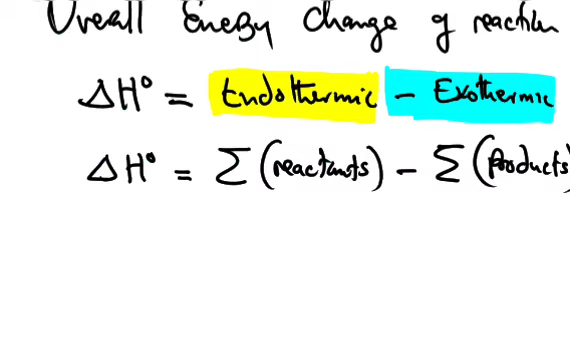 Overall Energy change of reaction
ΔH° = Endothermic - Exothermic
ΔH° = Σ(reactants) - Σ(products)